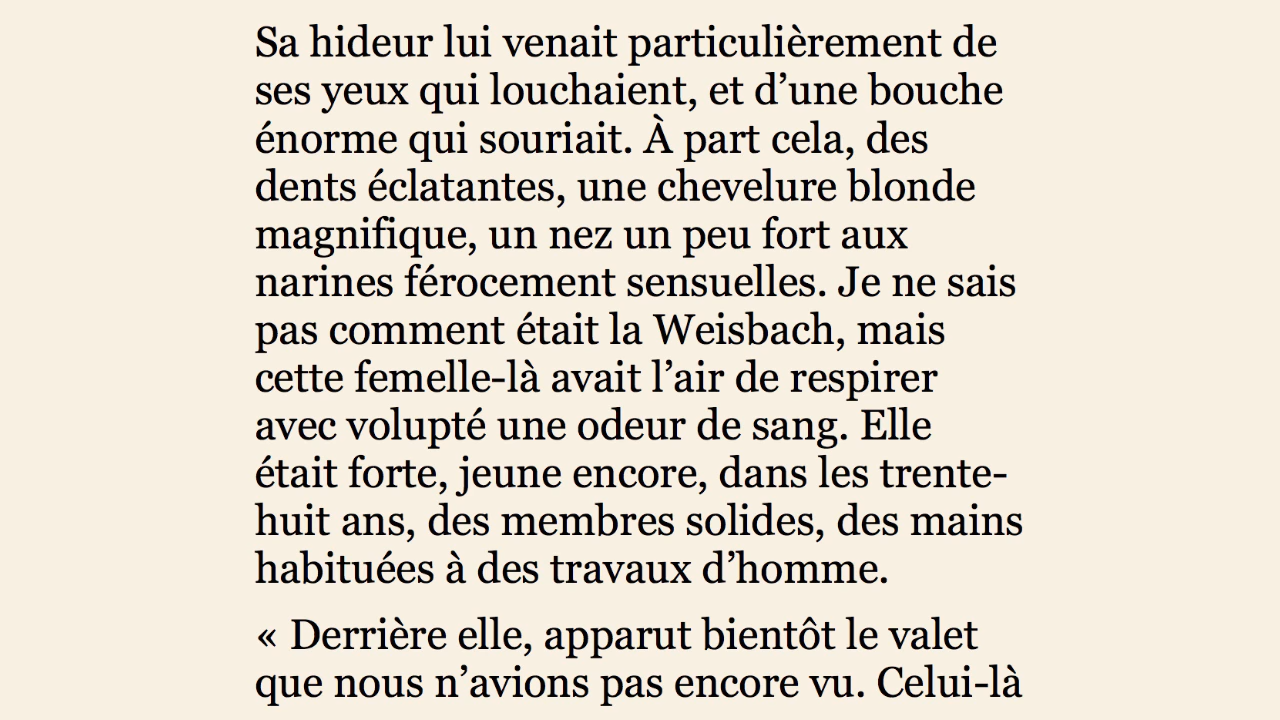 Sa hideur lui venait particulièrement de
ses yeux qui louchaient, et d’une bouche
énorme qui souriait. À part cela, des
dents éclatantes, une chevelure blonde
magnifique, un nez un peu fort aux
narines férocement sensuelles. Je ne sais
pas comment était la Weisbach, mais
cette femelle-là avait l’air de respirer
avec volupté une odeur de sang. Elle
était forte, jeune encore, dans les trente-
huit ans, des membres solides, des mains
habituées à des travaux d’homme.
« Derrière elle, apparut bientôt le valet
que nous n’avions pas encore vu. Celui-là